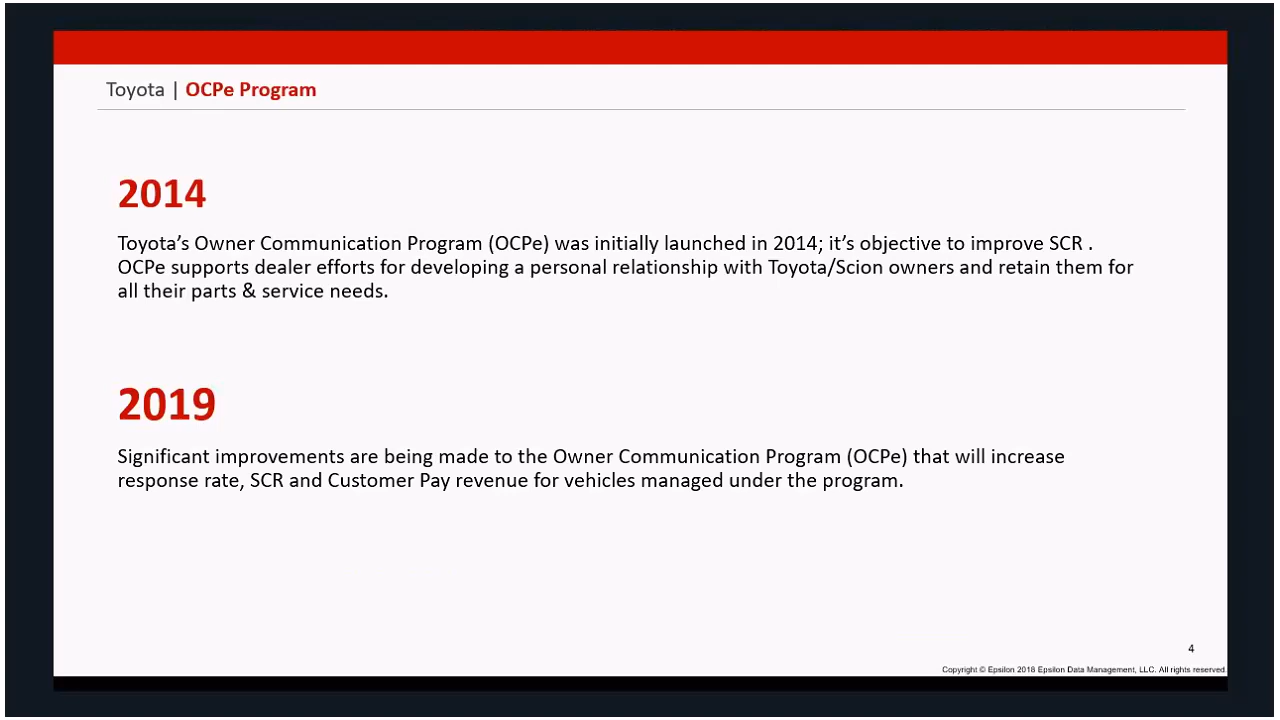 Toyota | OCPe Program
2014
Toyota’s Owner Communication Program (OCPe) was initially launched in 2014; it’s objective to improve SCR .
OCPe supports dealer efforts for developing a personal relationship with Toyota/Scion owners and retain them for
all their parts & service needs.
2019
Significant improvements are being made to the Owner Communication Program (OCPe) that will increase
response rate, SCR and Customer Pay revenue for vehicles managed under the program.
4
Copyright © Epsilon 2018 Epsilon Data Management, LLC. All rights reserved.